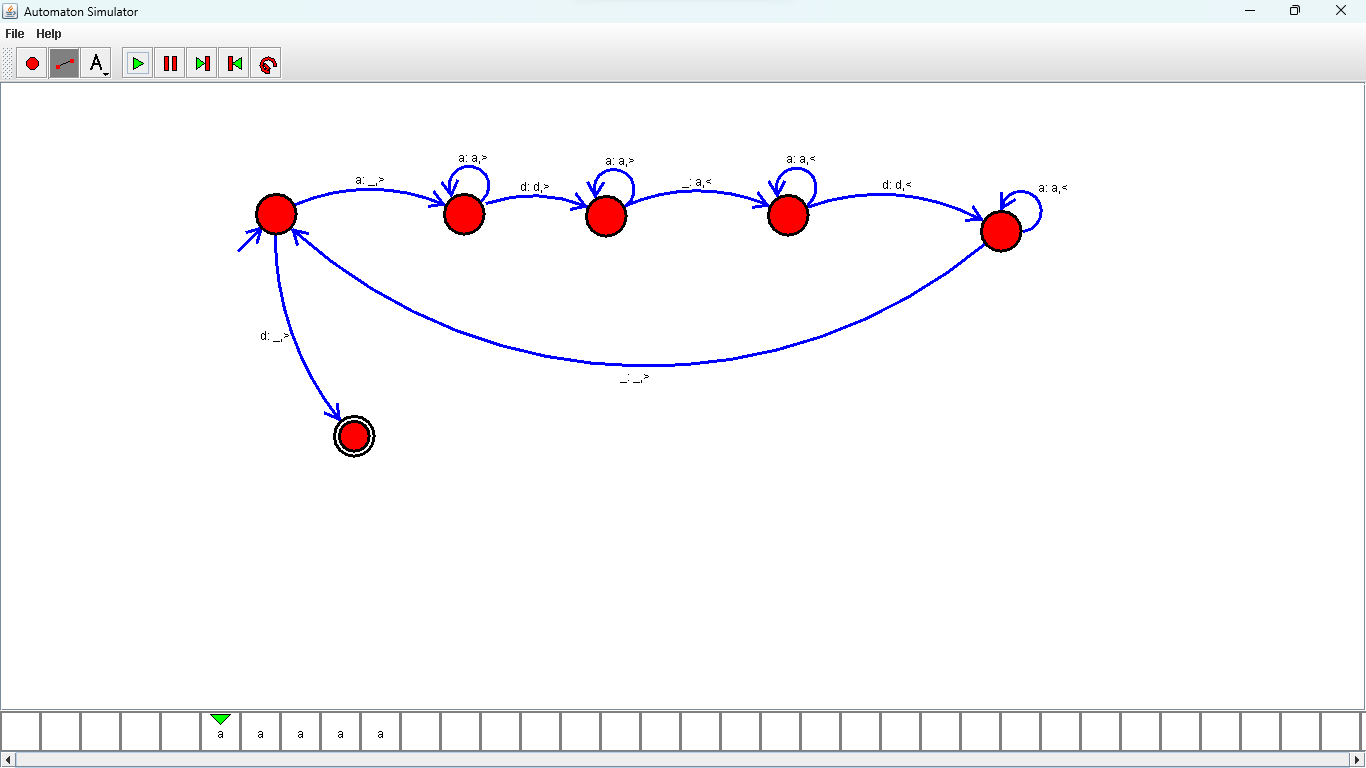 Automaton Simulator
File Help
A
a: a,> a: a,> a: a,<
a: _,> d: d,> _: a,< d: d,< a: a,<
d: _,>
_: _,>
a a a a a